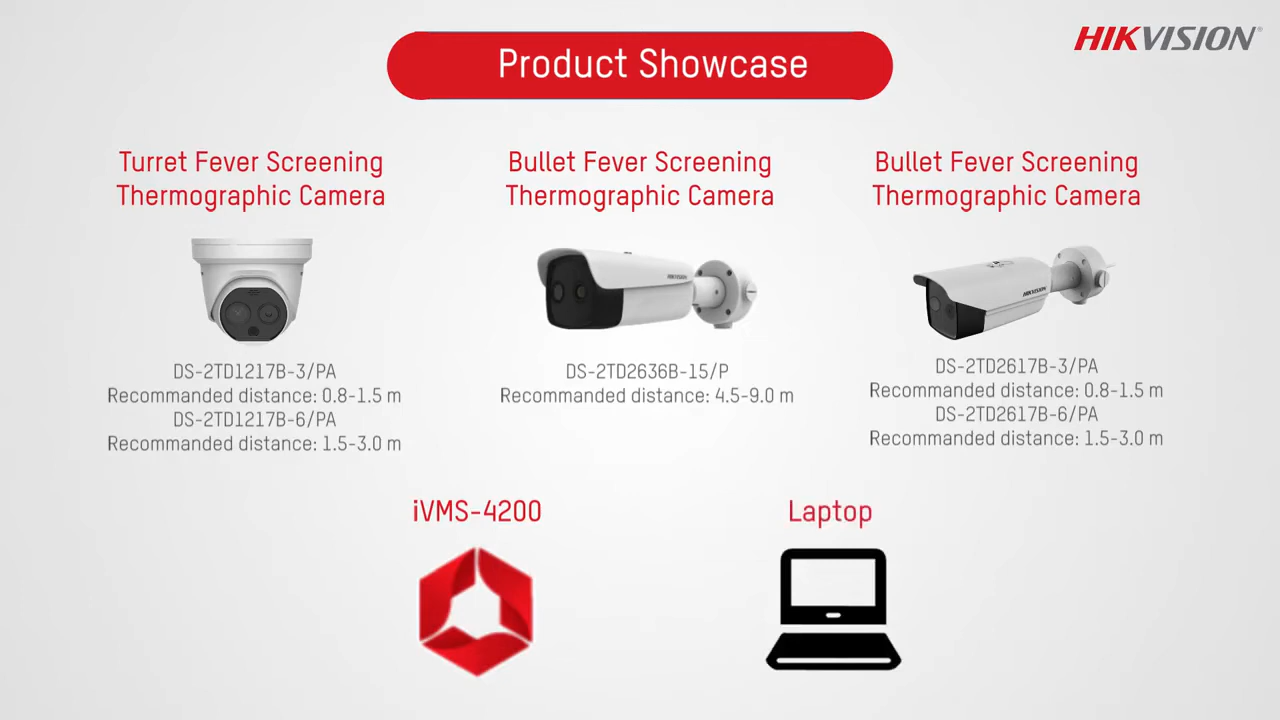 HIKVISION®
Product Showcase
Turret Fever Screening
Thermographic Camera
DS-2TD1217B-3/PA
Recommanded distance: 0.8-1.5 m
DS-2TD1217B-6/PA
Recommanded distance: 1.5-3.0 m
Bullet Fever Screening
Thermographic Camera
HIKVISION
DS-2TD2636B-15/P
Recommanded distance: 4.5-9.0 m
Bullet Fever Screening
Thermographic Camera
HIKVISION
DS-2TD2617B-3/PA
Recommanded distance: 0.8-1.5 m
DS-2TD2617B-6/PA
Recommanded distance: 1.5-3.0 m
iVMS-4200
Laptop